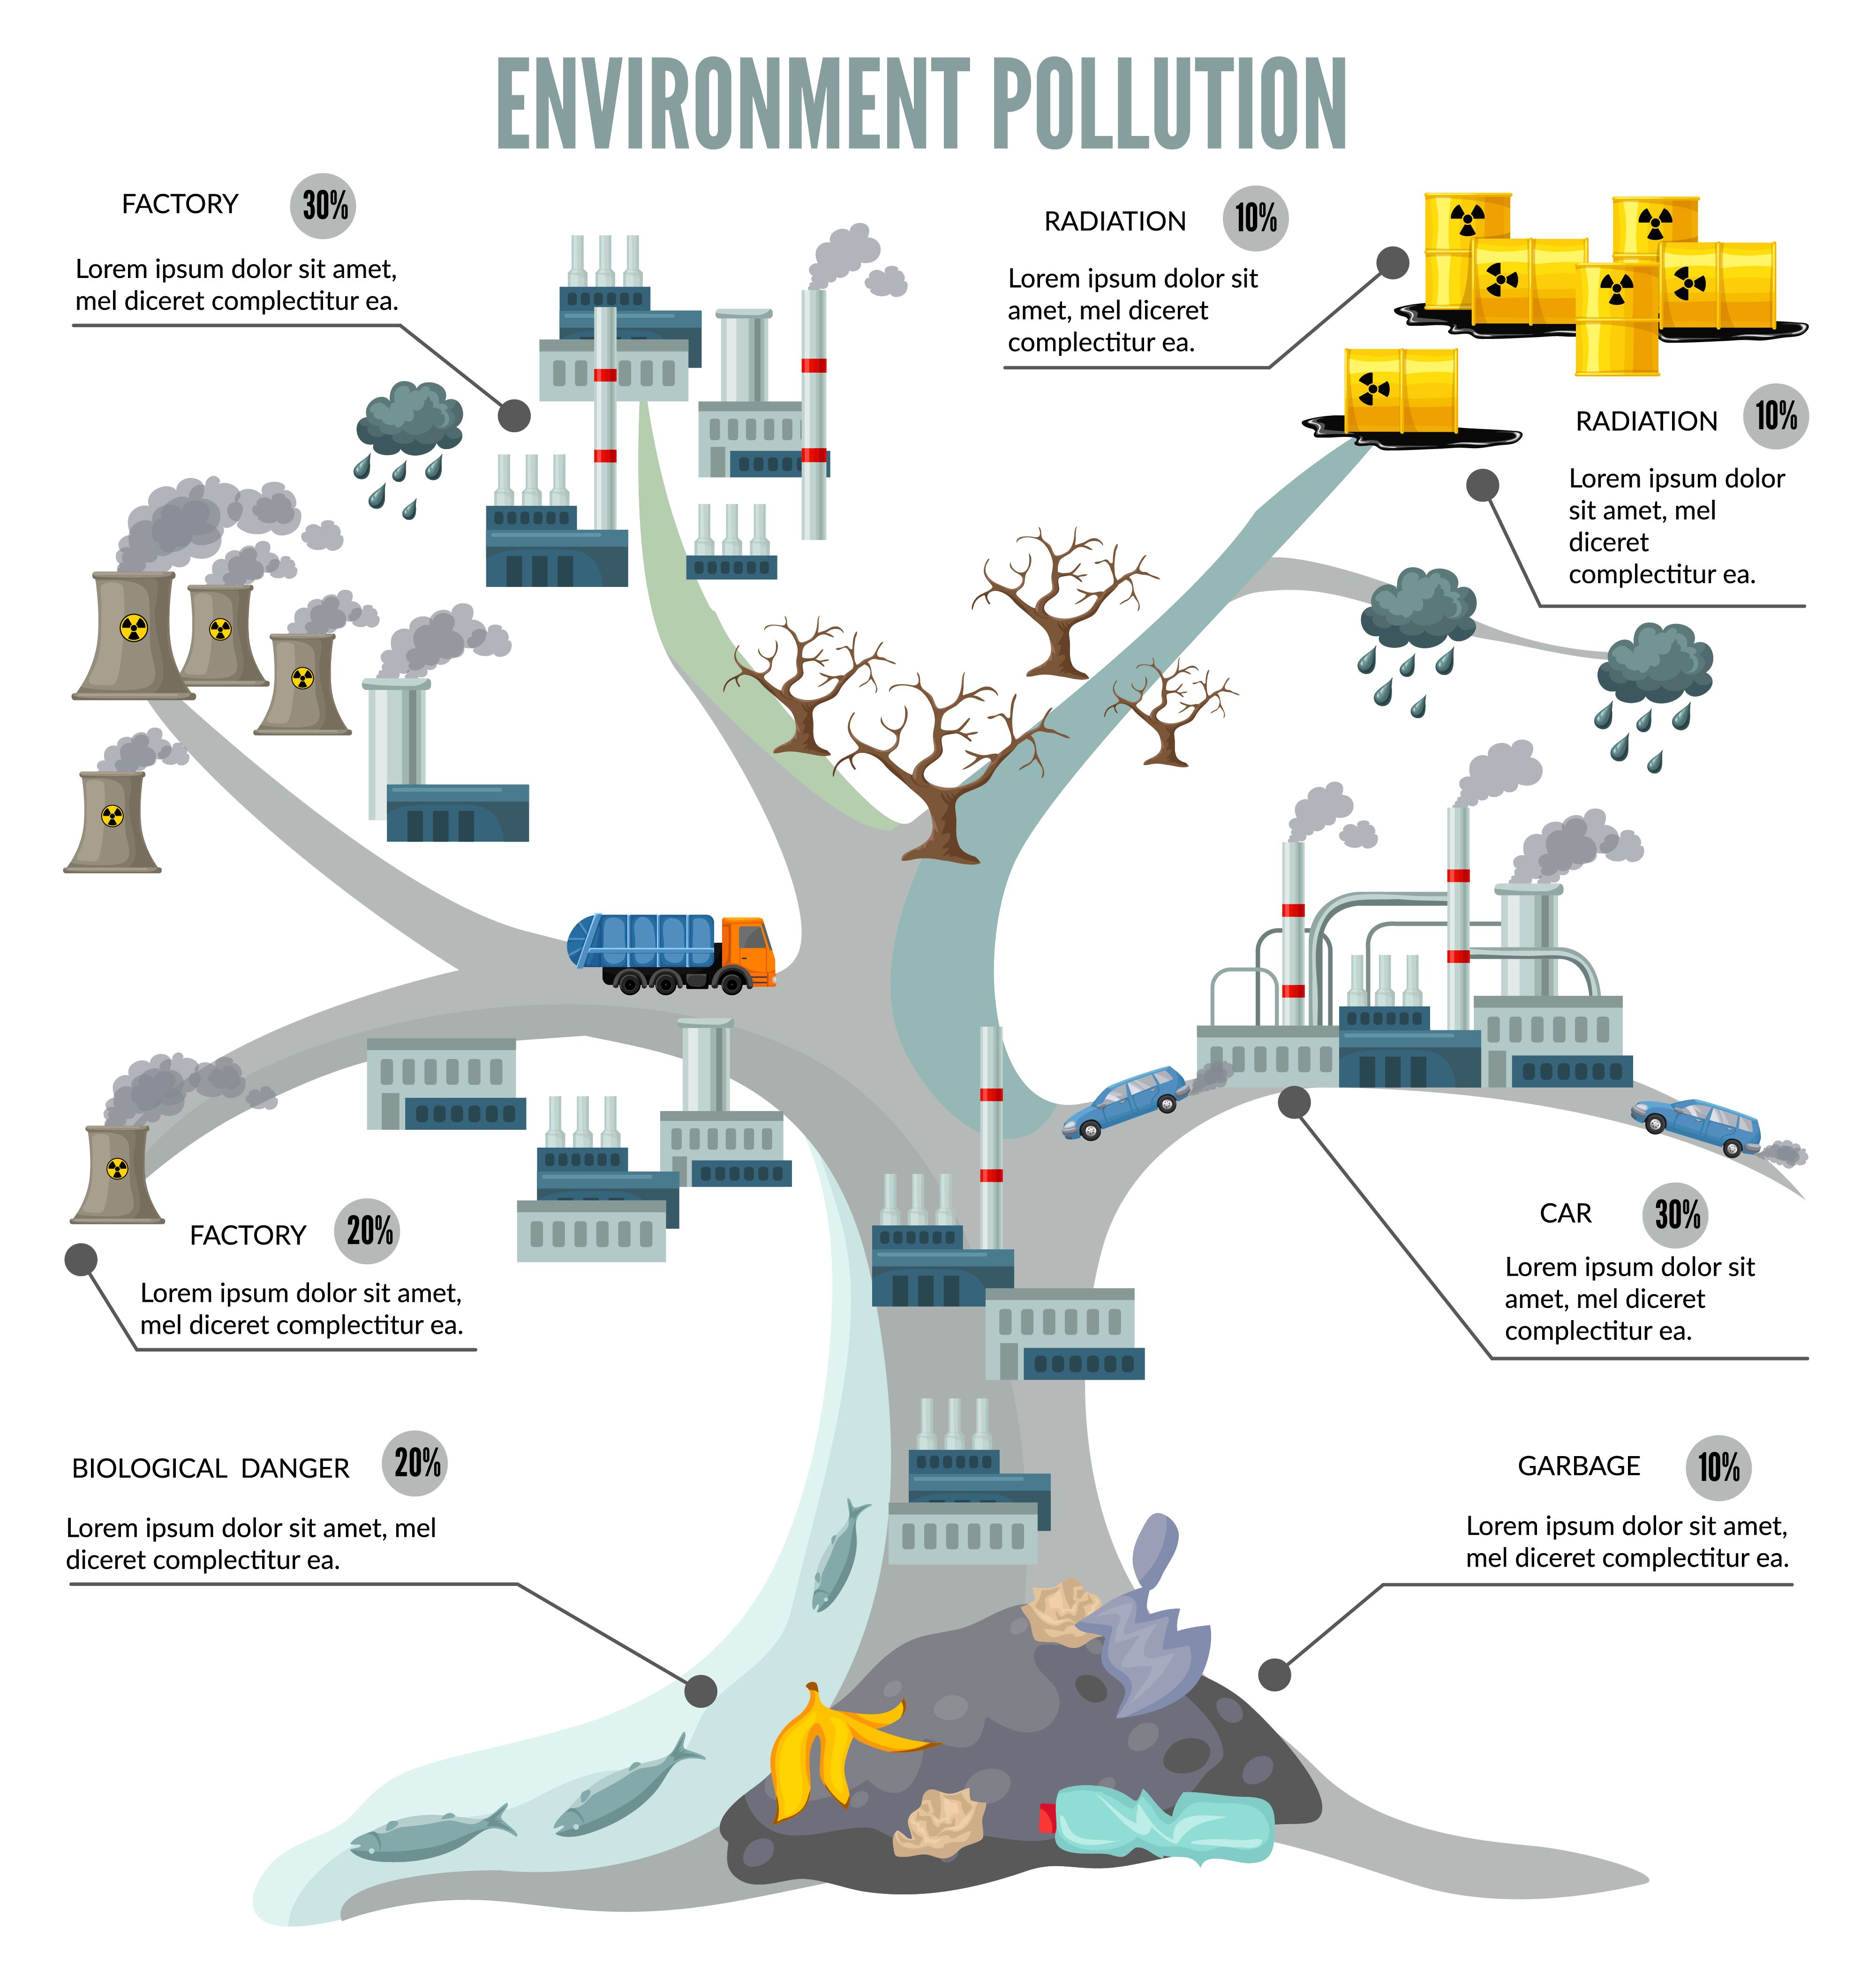 ENVIRONMENT POLLUTION
FACTORY 30%
Lorem ipsum dolor sit amet,
mel diceret complectitur ea.
RADIATION 10%
Lorem ipsum dolor sit
amet, mel diceret
complectitur ea.
RADIATION 10%
Lorem ipsum dolor
sit amet, mel
diceret
complectitur ea.
FACTORY 20%
Lorem ipsum dolor sit amet,
mel diceret complectitur ea.
CAR 30%
Lorem ipsum dolor sit
amet, mel diceret
complectitur ea.
BIOLOGICAL DANGER 20%
Lorem ipsum dolor sit amet, mel
diceret complectitur ea.
GARBAGE 10%
Lorem ipsum dolor sit amet,
mel diceret complectitur ea.